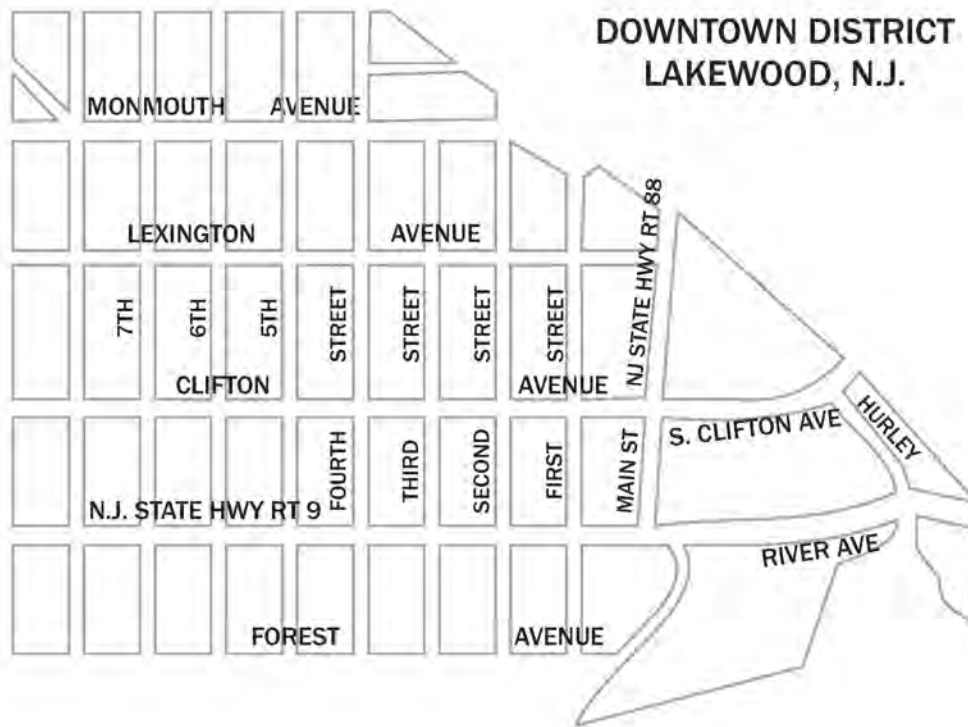 DOWNTOWN DISTRICT
LAKEWOOD, N.J.
MONMOUTH AVENUE
LEXINGTON AVENUE
NJ STATE HWY RT 88
7TH
6TH
5TH
FOURTH STREET
THIRD STREET
SECOND STREET
FIRST STREET
MAIN ST
CLIFTON AVENUE
S. CLIFTON AVE
HURLEY
N.J. STATE HWY RT 9
RIVER AVE
FOREST AVENUE